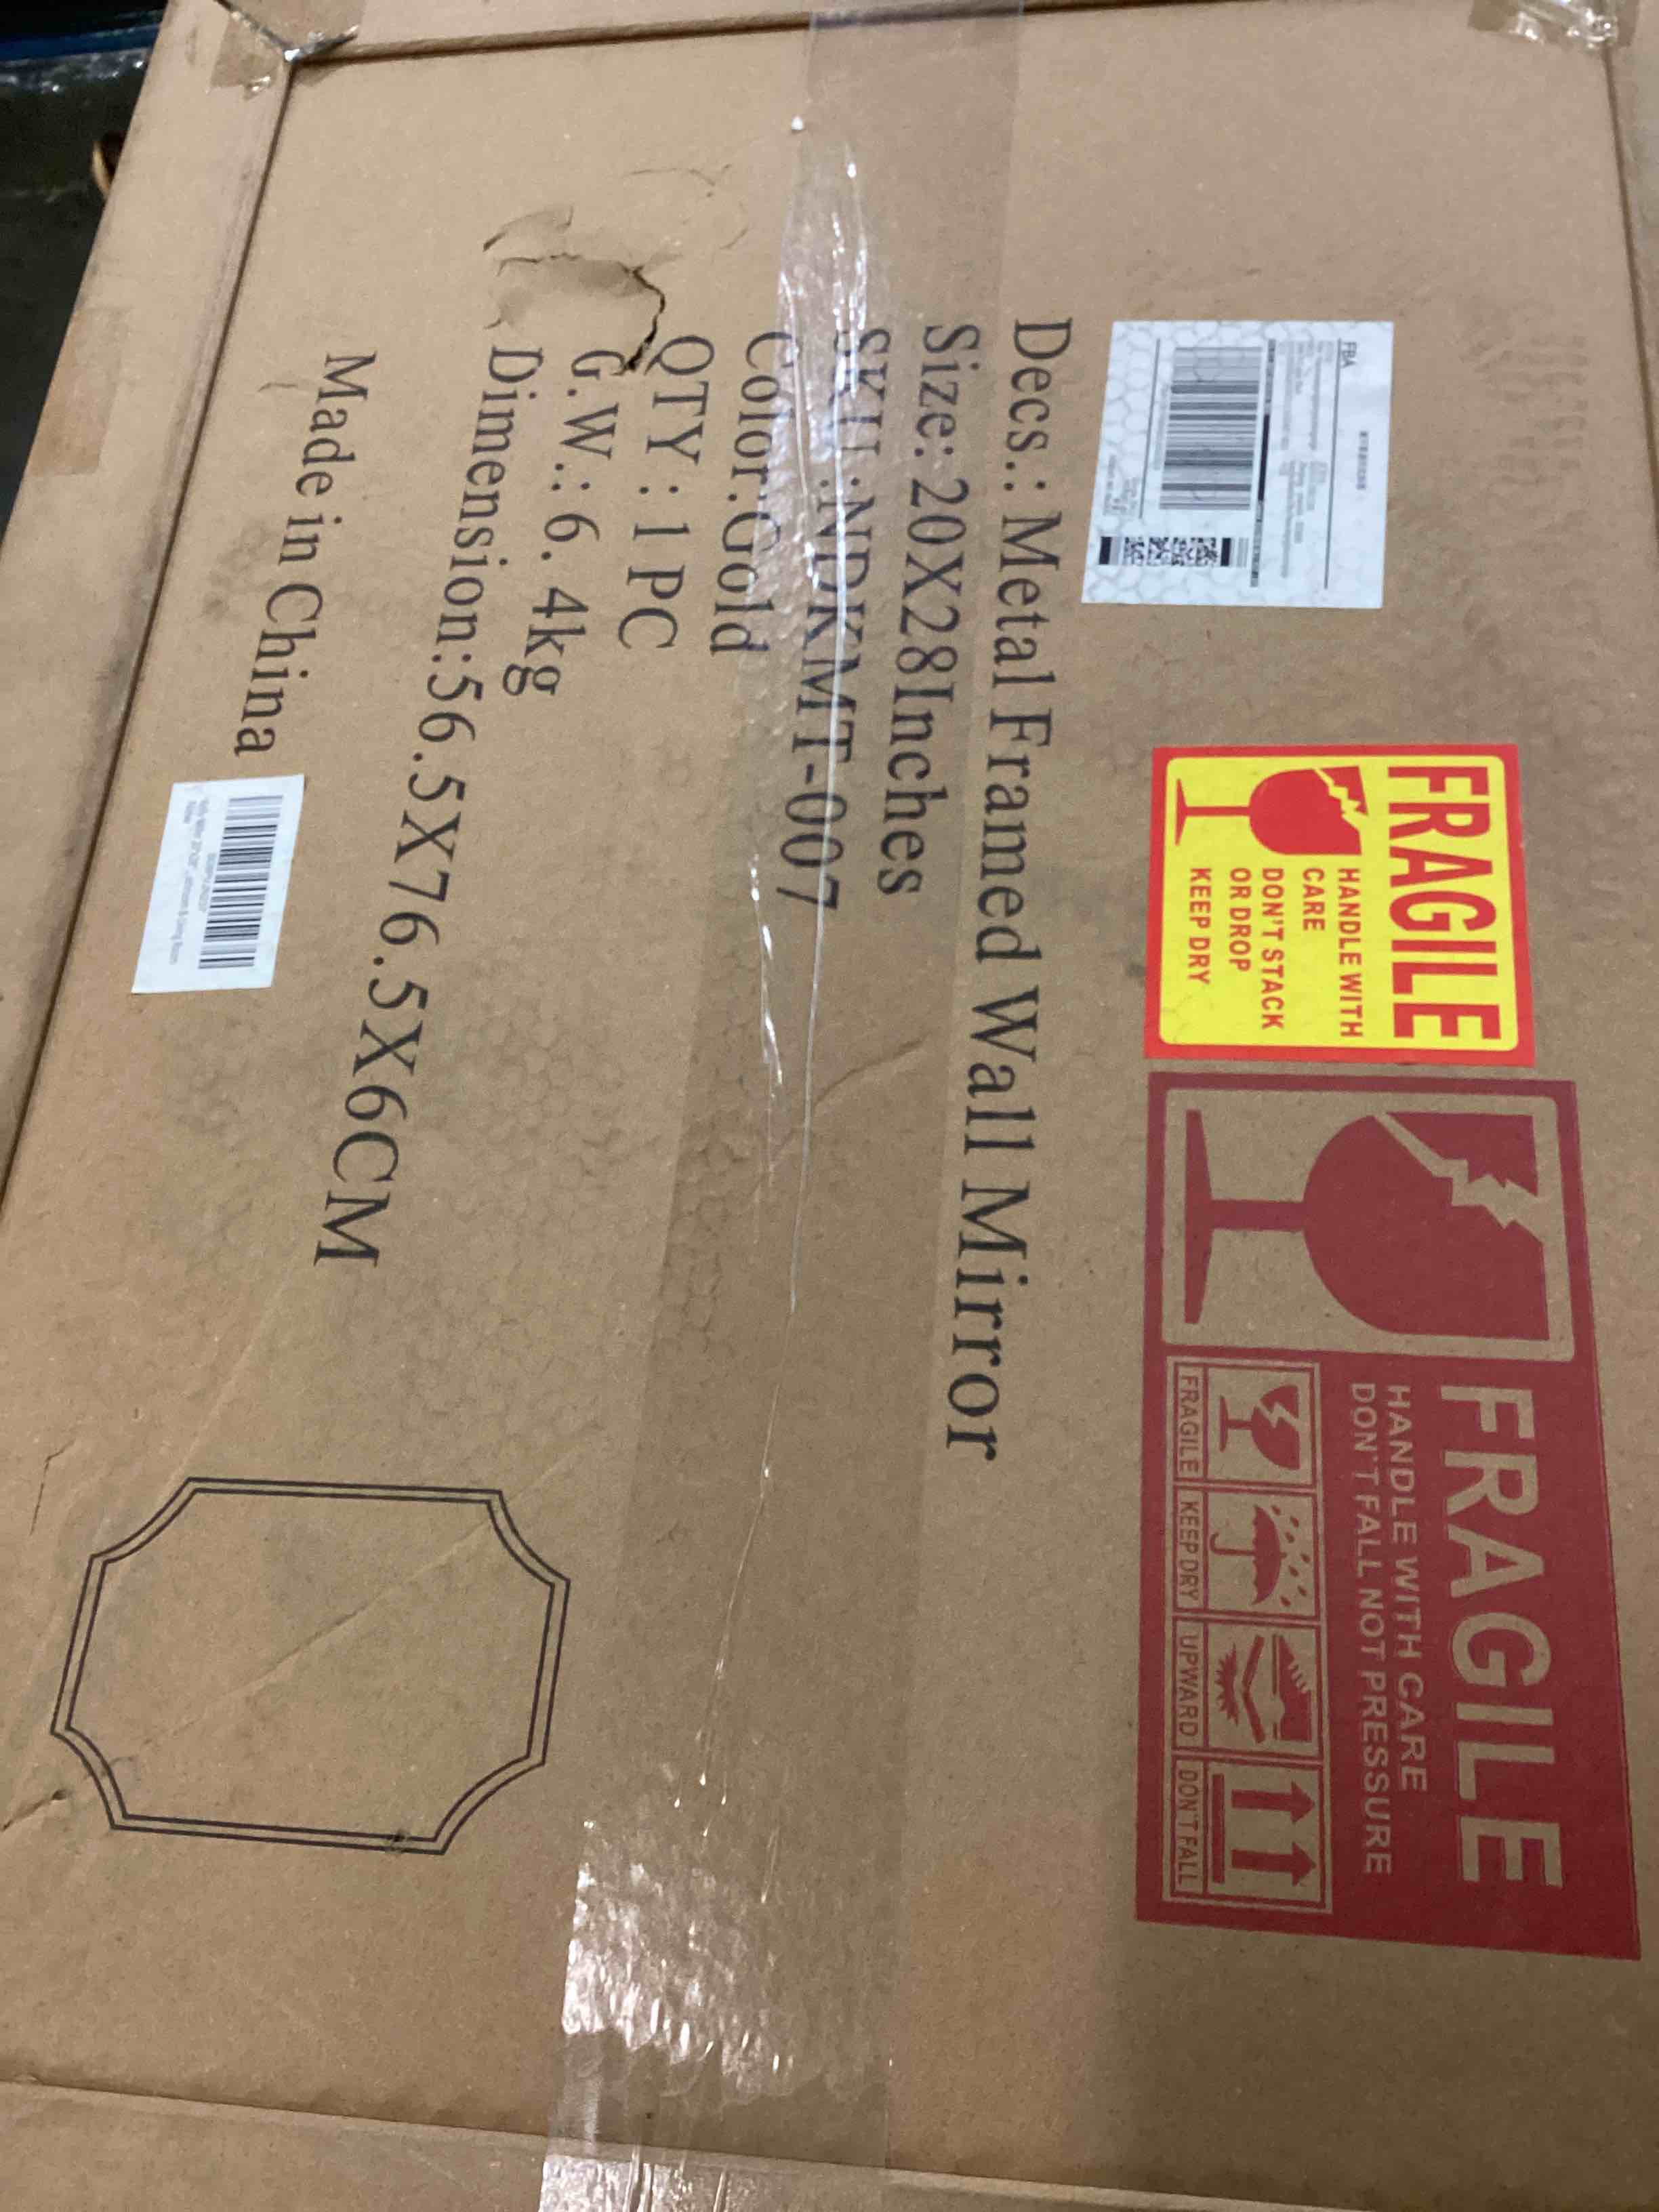 FRAGILE
HANDLE WITH CARE
DON'T FALL NOT PRESSURE
FRAGILE
KEEP DRY
UPWARD
DON'T FALL
FRAGILE
HANDLE WITH
CARE
DON'T STACK
OR DROP
KEEP DRY
FBA
Decs.: Metal Framed Wall Mirror
Size: 20X28Inches
SKU:NDKMT-007
Color:Gold
QTY : 1 PC
G.W.: 6. 4kg
Dimension:56.5X76.5X6CM
Made in China